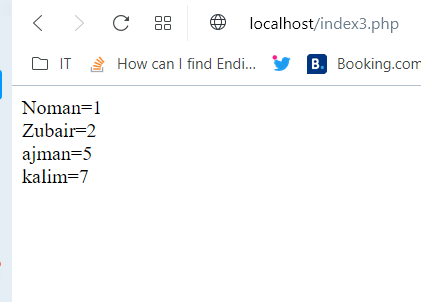 localhost/index3.php
IT How can I find Endi... B. Booking.com
Noman=1
Zubair=2
ajman=5
kalim=7